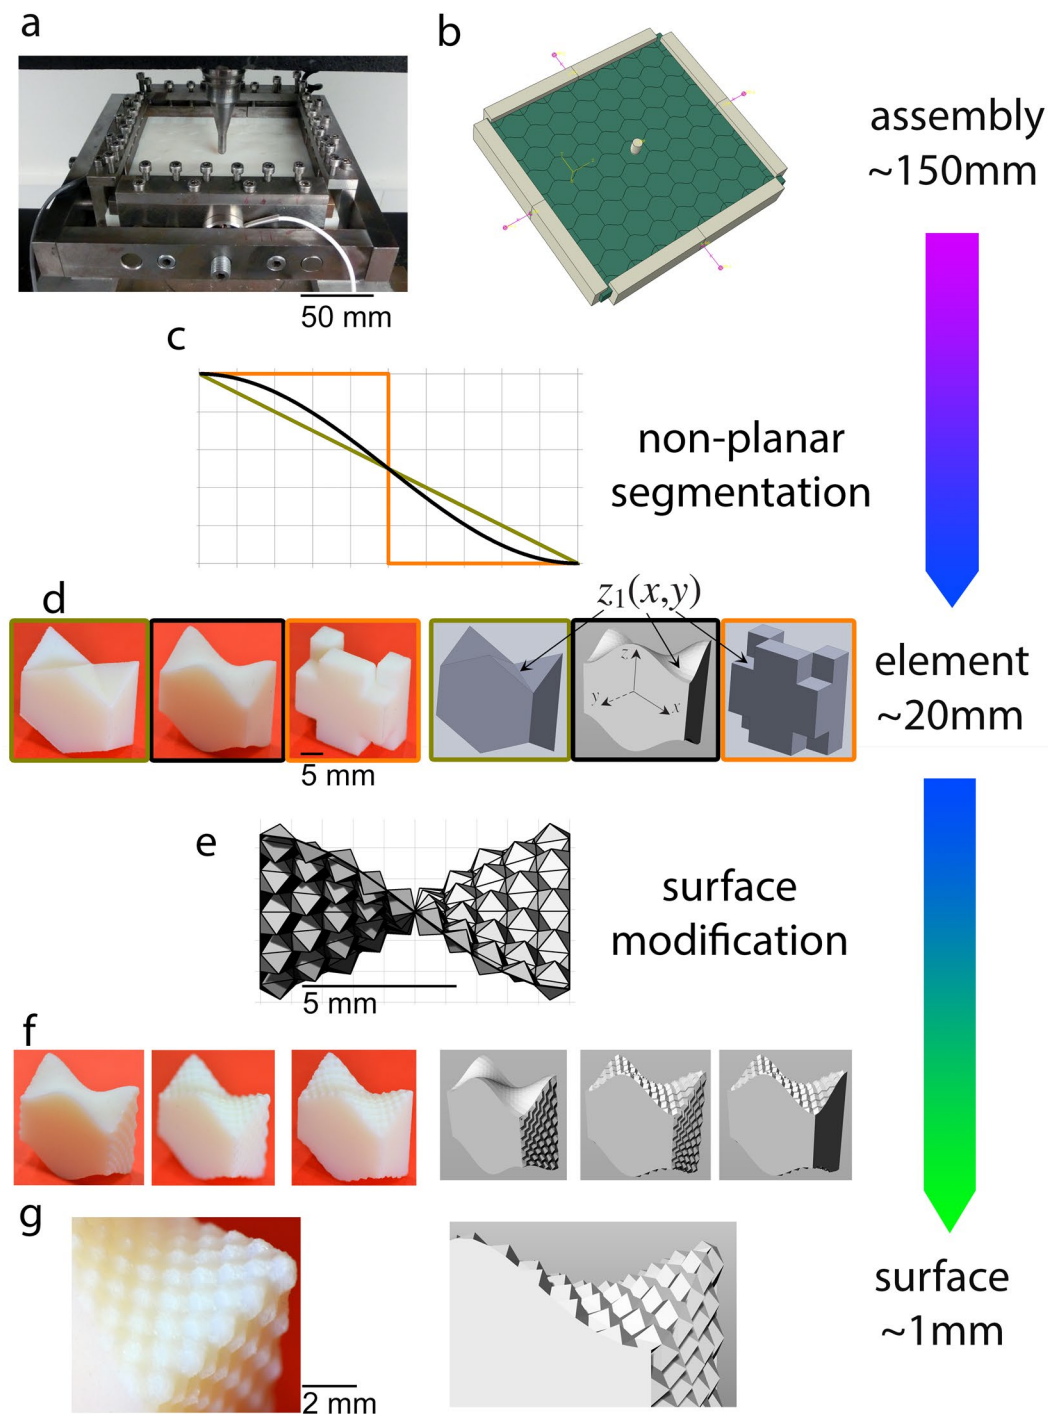 a
b
assembly
~150mm
50 mm
c
non-planar
segmentation
d
z₁(x,y)
z
y
x
element
~20mm
5 mm
e
surface
modification
5 mm
f
g
surface
~1mm
2 mm